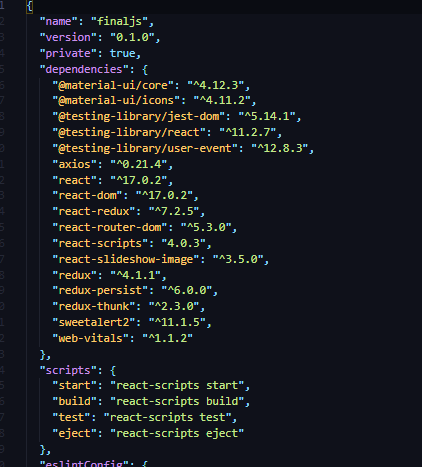 {
"name": "finaljs",
"version": "0.1.0",
"private": true,
"dependencies": {
"@material-ui/core": "^4.12.3",
"@material-ui/icons": "^4.11.2",
"@testing-library/jest-dom": "^5.14.1",
"@testing-library/react": "^11.2.7",
"@testing-library/user-event": "^12.8.3",
"axios": "^0.21.4",
"react": "^17.0.2",
"react-dom": "^17.0.2",
"react-redux": "^7.2.5",
"react-router-dom": "^5.3.0",
"react-scripts": "4.0.3",
"react-slideshow-image": "^3.5.0",
"redux": "^4.1.1",
"redux-persist": "^6.0.0",
"redux-thunk": "^2.3.0",
"sweetalert2": "^11.1.5",
"web-vitals": "^1.1.2"
},
"scripts": {
"start": "react-scripts start",
"build": "react-scripts build",
"test": "react-scripts test",
"eject": "react-scripts eject"
},
"eslintConfig": {